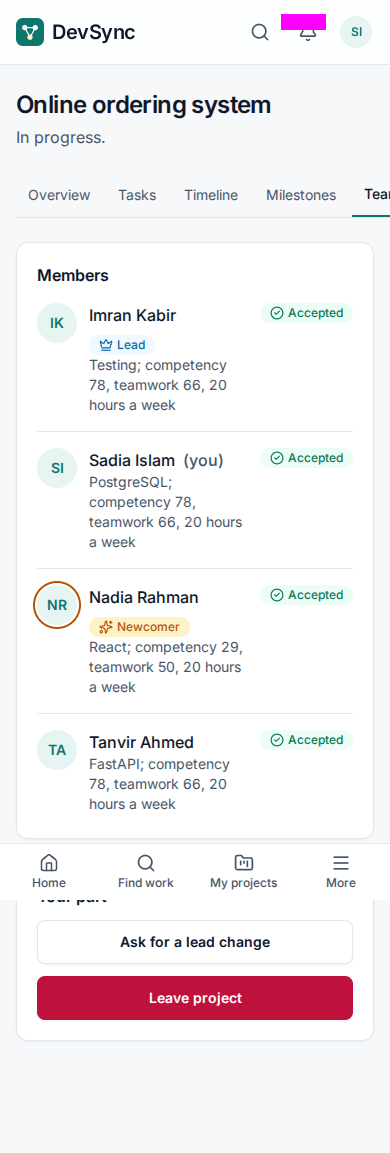 DevSync
SI
Online ordering system
In progress.
Overview Tasks Timeline Milestones
Members
IK
Imran Kabir
Accepted
Lead
Testing; competency
78, teamwork 66, 20
hours a week
SI
Sadia Islam (you)
Accepted
PostgreSQL;
competency 78,
teamwork 66, 20 hours
a week
NR
Nadia Rahman
Accepted
Newcomer
React; competency 29,
teamwork 50, 20 hours
a week
TA
Tanvir Ahmed
Accepted
FastAPI; competency
78, teamwork 66, 20
hours a week
Home Find work My projects More
Your part
Ask for a lead change
Leave project